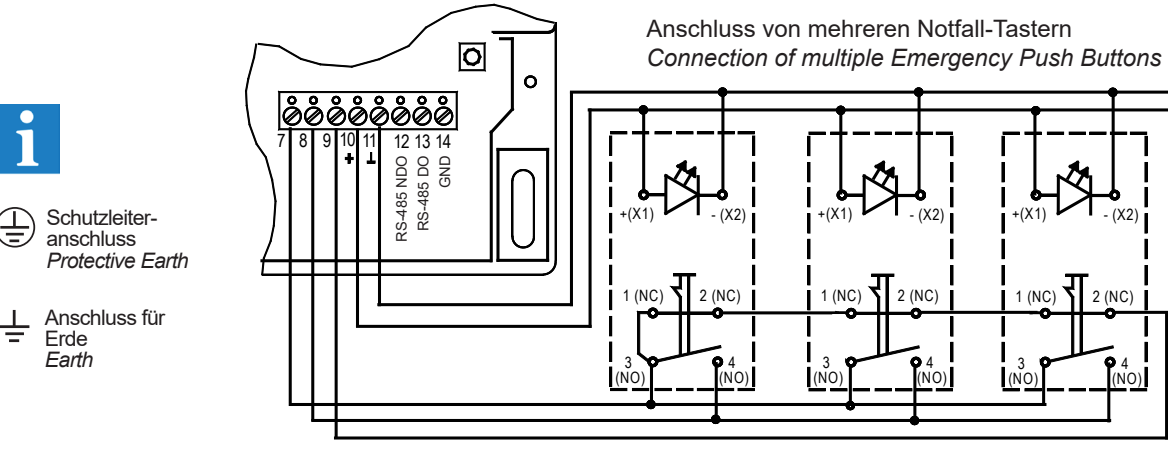 Anschluss von mehreren Notfall-Tastern
Connection of multiple Emergency Push Buttons
i
7 8 9 10 11 12 13 14
+
RS-485 NDO
RS-485 DO
GND
Schutzleiter-
anschluss
Protective Earth
Anschluss für
Erde
Earth
+(X1) - (X2) +(X1) - (X2) +(X1) - (X2)
1 (NC) 2 (NC) 1 (NC) 2 (NC) 1 (NC) 2 (NC)
3 4 3 4 3 4
(NO) (NO) (NO) (NO) (NO) (NO)